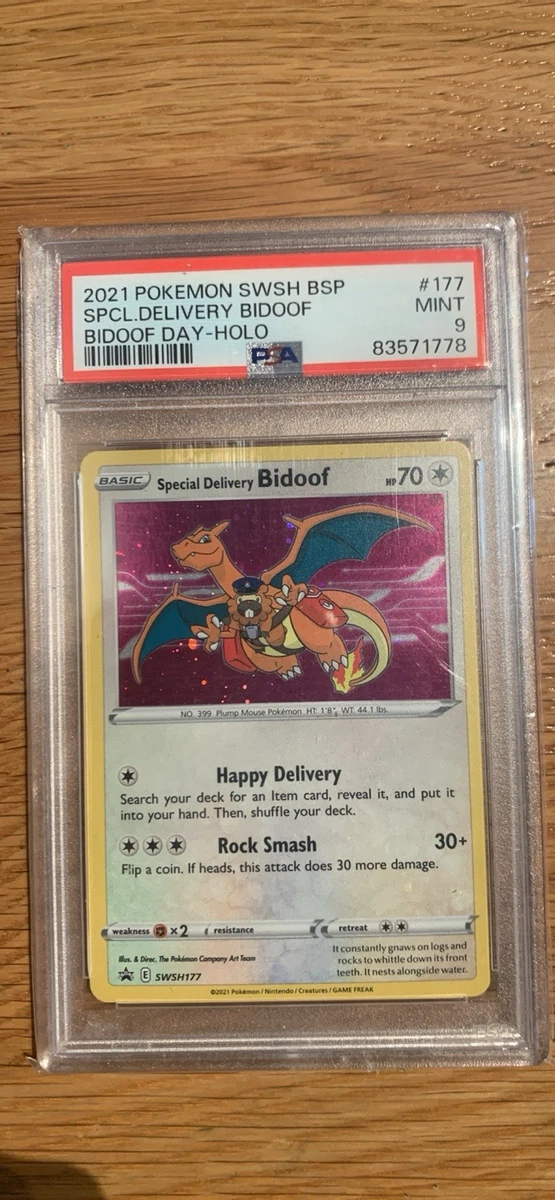 2021 POKEMON SWSH BSP #177
SPCL.DELIVERY BIDOOF MINT
BIDOOF DAY-HOLO 9
PSA 83571778
BASIC Special Delivery Bidoof HP70
NO. 399 Plump Mouse Pokémon HT: 1'8" WT: 44.1 lbs.
Happy Delivery
Search your deck for an Item card, reveal it, and put it
into your hand. Then, shuffle your deck.
Rock Smash 30+
Flip a coin. If heads, this attack does 30 more damage.
weakness ×2 resistance retreat
It constantly gnaws on logs and
rocks to whittle down its front
teeth. It nests alongside water.
Illus. & Direc. The Pokémon Company Art Team
E SWSH177
©2021 Pokémon / Nintendo / Creatures / GAME FREAK